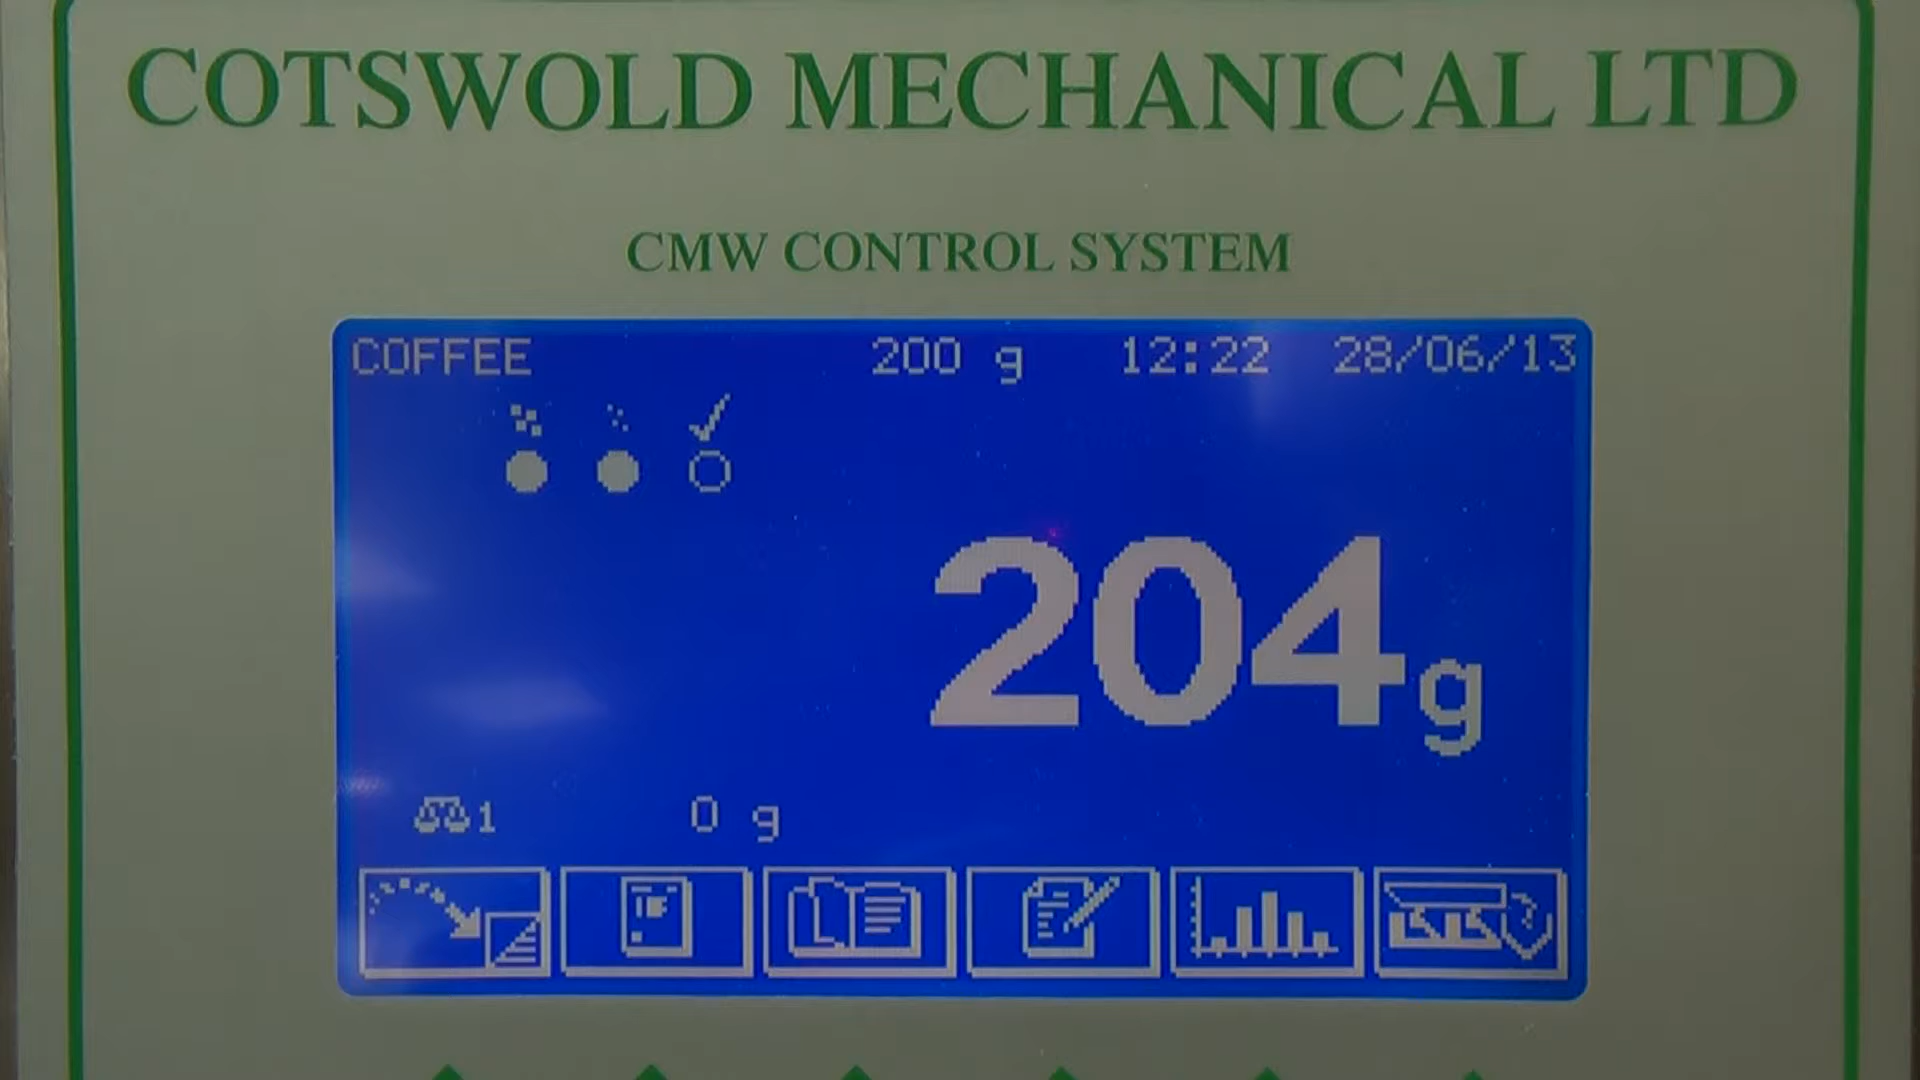 COTSWOLD MECHANICAL LTD
CMW CONTROL SYSTEM
COFFEE 200 g 12:22 28/06/13
204g
1 0 g